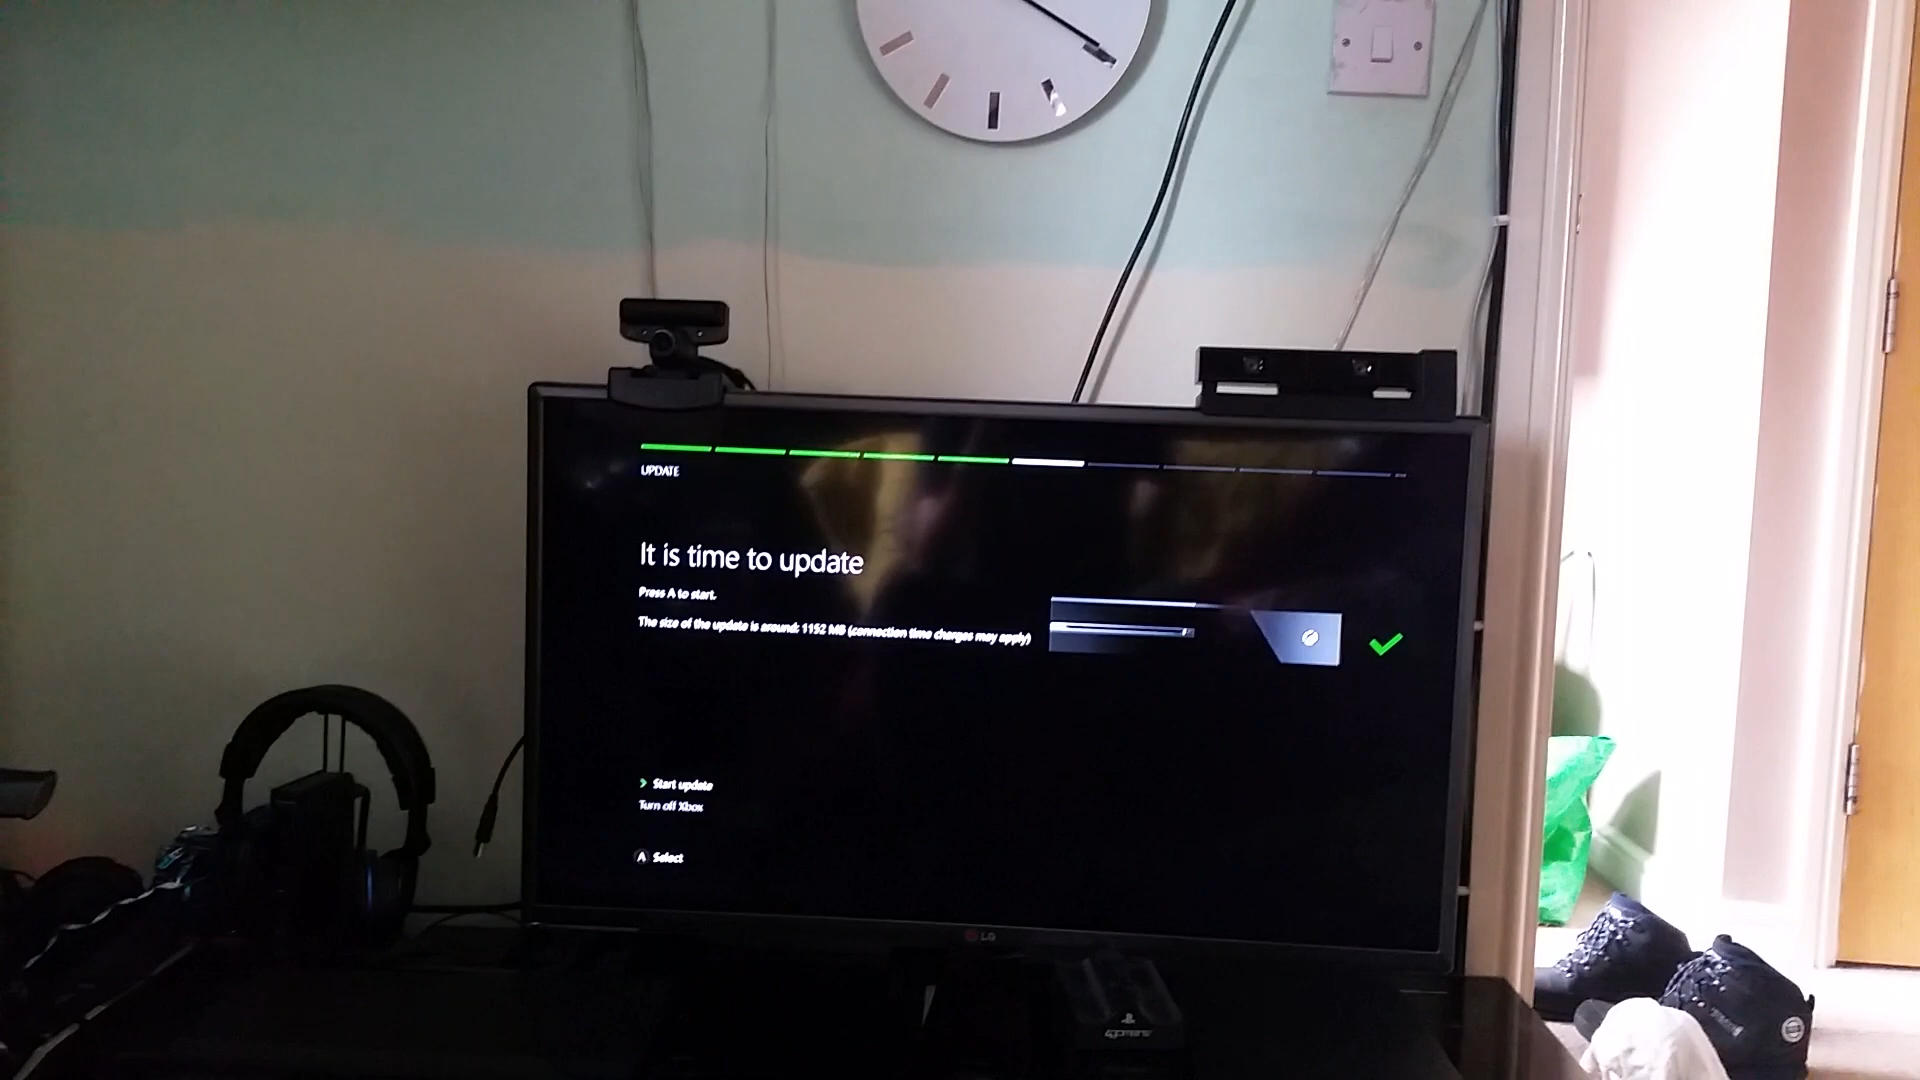 UPDATE
It is time to update
Press A to start.
The size of the update is around: 1152 MB (connection time charges may apply)
Start update
Turn off Xbox
A Select
LG
4gamers